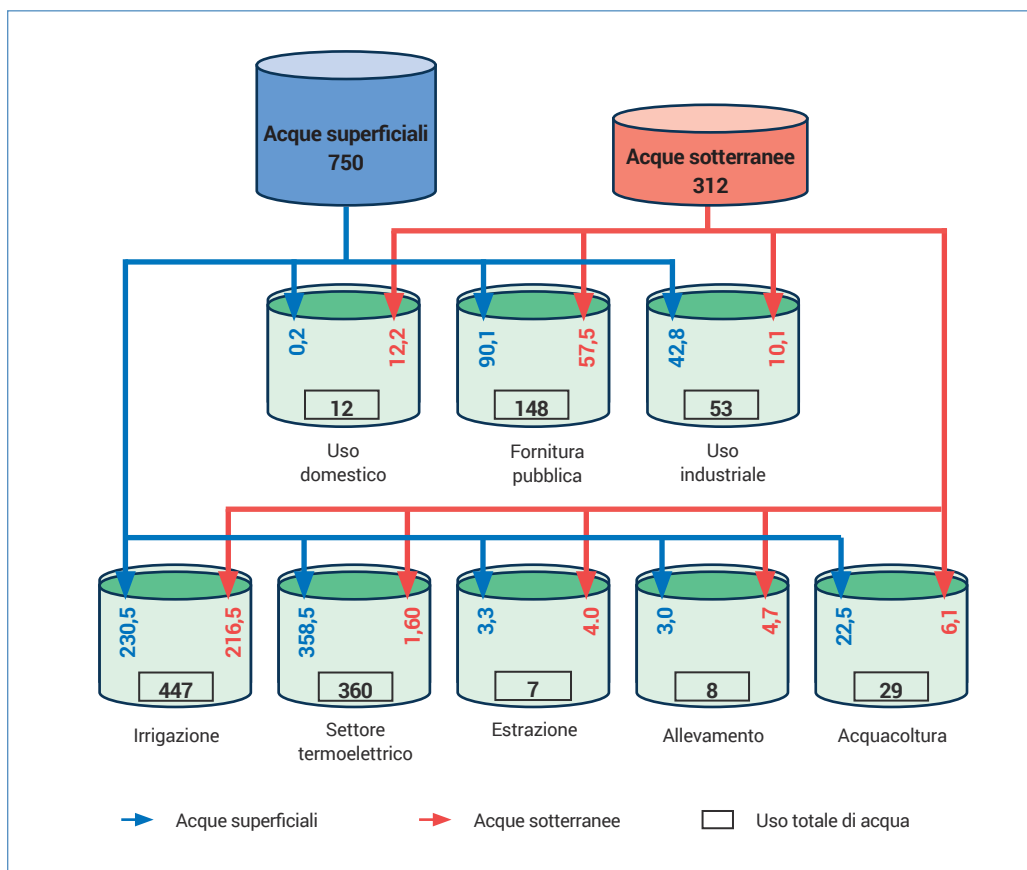 Acque superficiali
750
Acque sotterranee
312
0,2
12,2
12
Uso
domestico
90,1
57,5
148
Fornitura
pubblica
42,8
10,1
53
Uso
industriale
230,5
216,5
447
Irrigazione
358,5
1,60
360
Settore
termoelettrico
3,3
4.0
7
Estrazione
3,0
4,7
8
Allevamento
22,5
6,1
29
Acquacoltura
Acque superficiali
Acque sotterranee
Uso totale di acqua